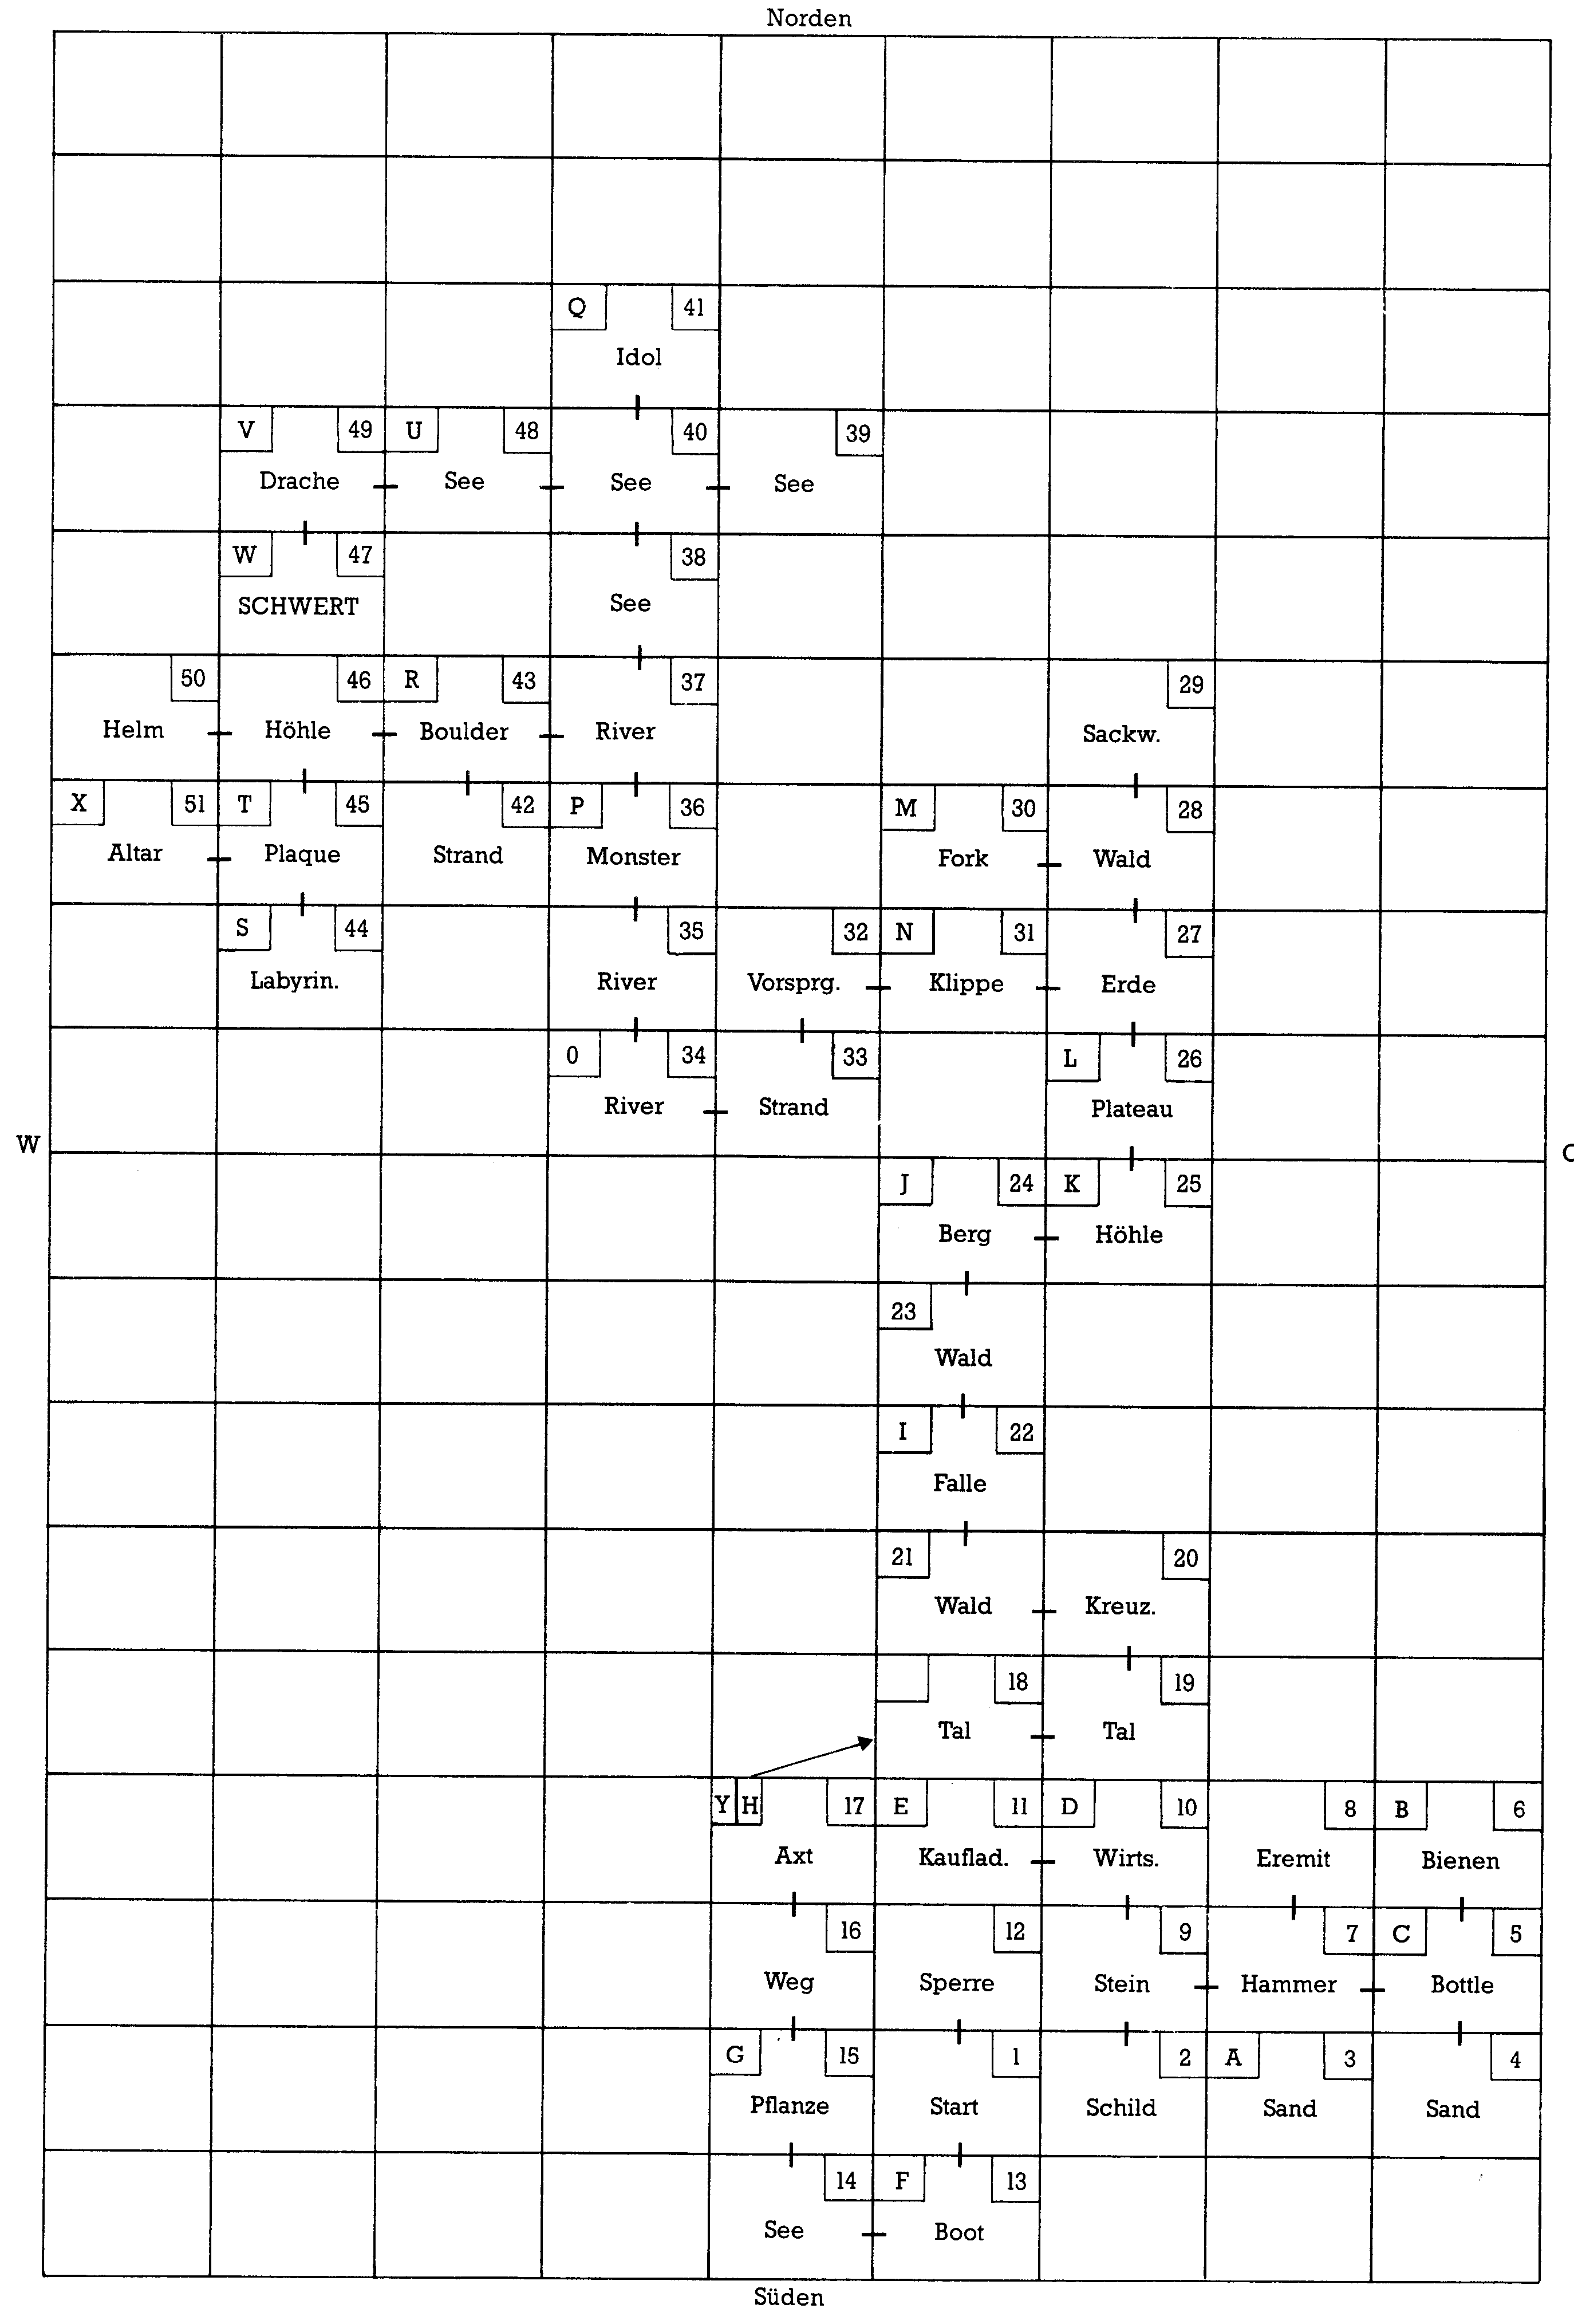 Norden
Q 41
Idol
V 49 U 48 40 39
Drache See See See
W 47 38
SCHWERT See
50 46 R 43 37 29
Helm Höhle Boulder River Sackw.
X 51 T 45 42 P 36 M 30 28
Altar Plaque Strand Monster Fork Wald
S 44 35 32 N 31 27
Labyrin. River Vorsprg. Klippe Erde
O 34 33 L 26
River Strand Plateau
W
J 24 K 25
Berg Höhle
23
Wald
I 22
Falle
21 20
Wald Kreuz.
18 19
Tal Tal
Y H 17 E 11 D 10 8 B 6
Axt Kauflad. Wirts. Eremit Bienen
16 12 9 7 C 5
Weg Sperre Stein Hammer Bottle
G 15 1 2 A 3 4
Pflanze Start Schild Sand Sand
14 F 13
See Boot
Süden